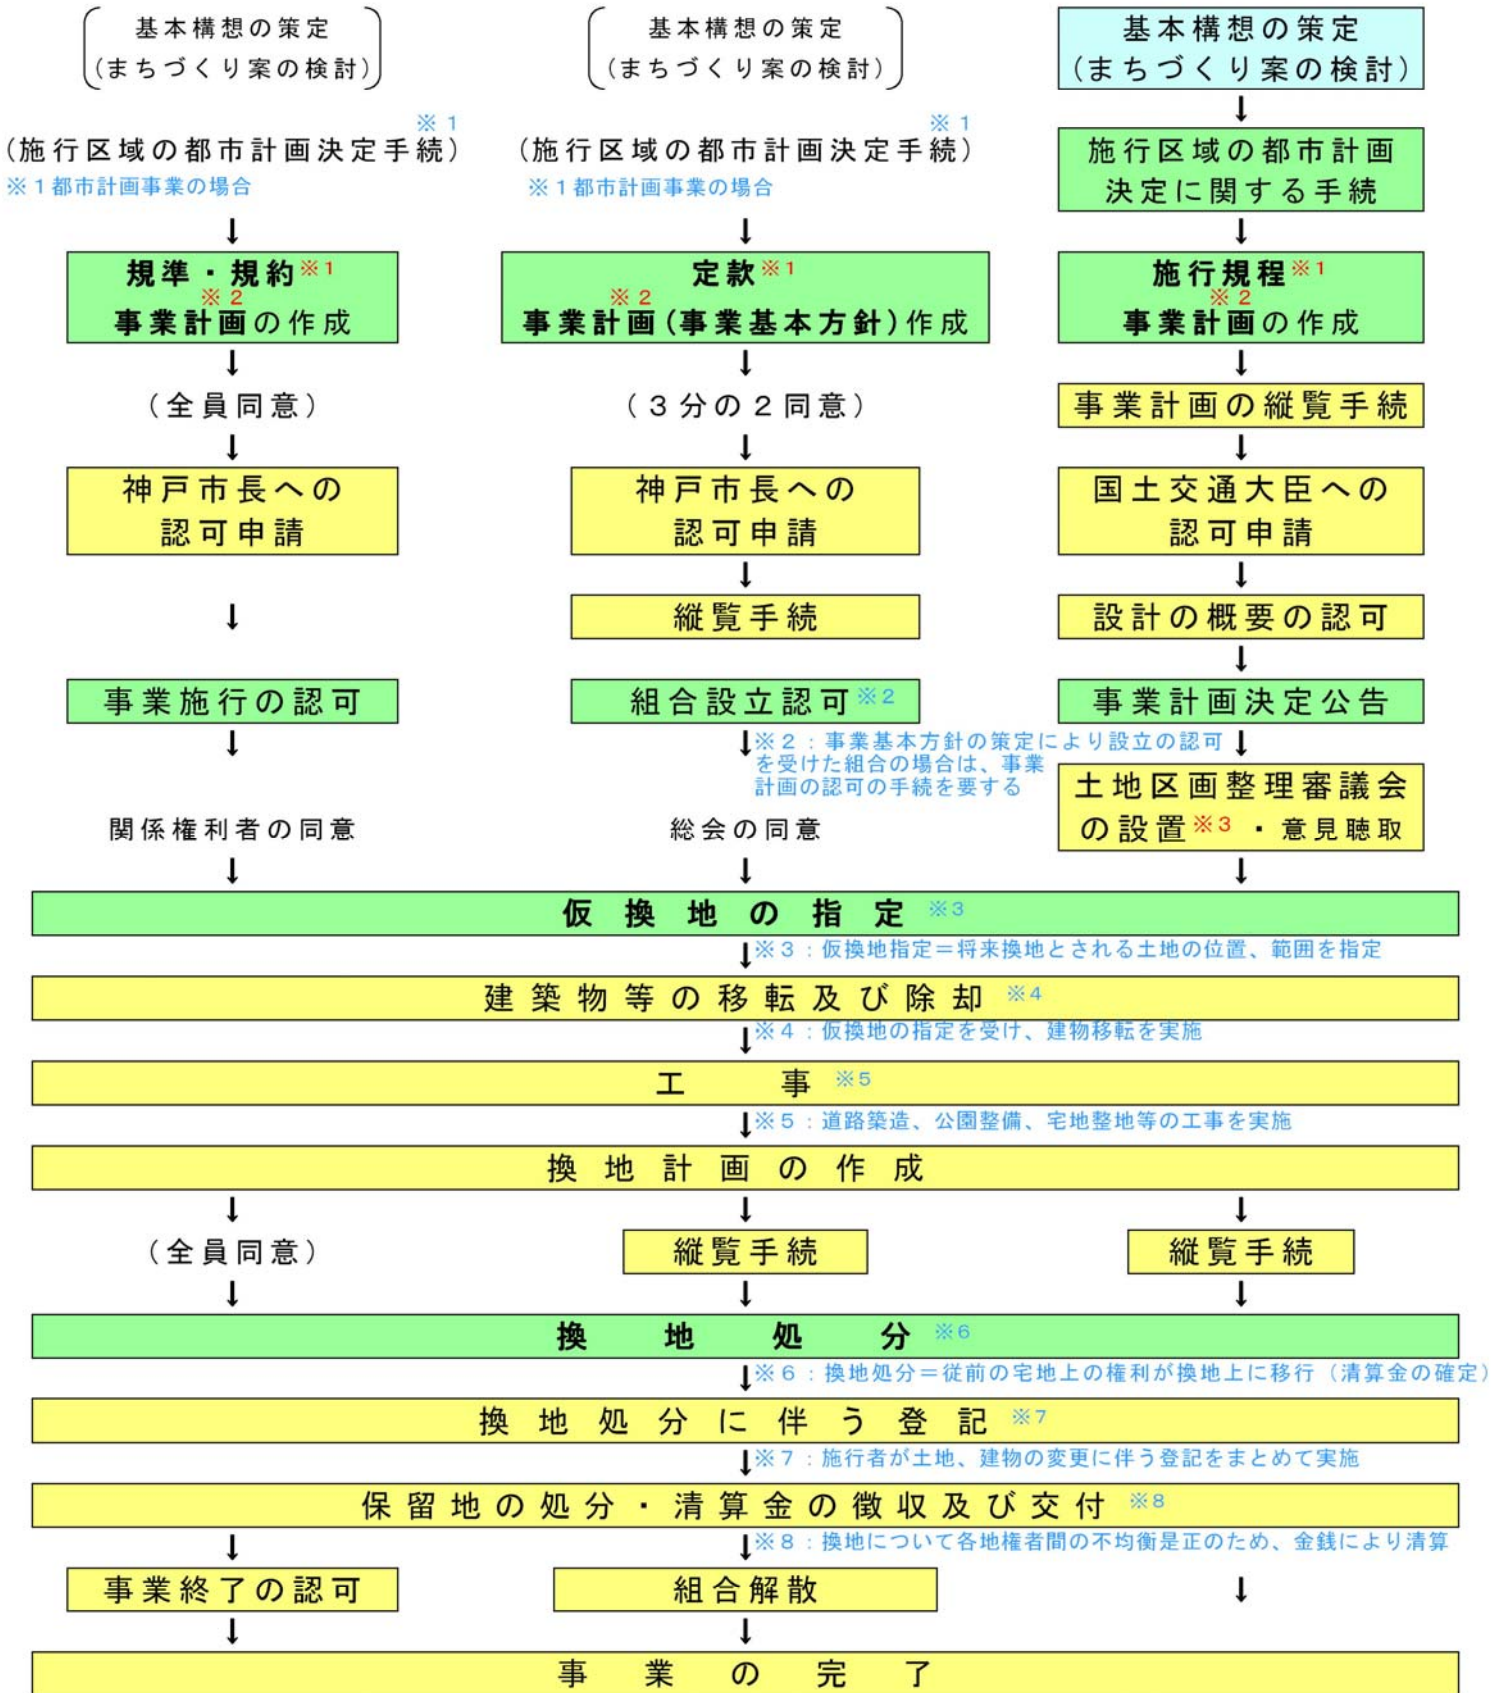 基本構想の策定
(まちづくり案の検討)
基本構想の策定
(まちづくり案の検討)
基本構想の策定
(まちづくり案の検討)
※1
(施行区域の都市計画決定手続)
※1都市計画事業の場合
※1
(施行区域の都市計画決定手続)
※1都市計画事業の場合
施行区域の都市計画
決定に関する手続
規準・規約※1
※2
事業計画の作成
定款※1
※2
事業計画(事業基本方針)作成
施行規程※1
※2
事業計画の作成
(全員同意)
(3分の2同意)
事業計画の縦覧手続
神戸市長への
認可申請
神戸市長への
認可申請
国土交通大臣への
認可申請
縦覧手続
設計の概要の認可
事業施行の認可
組合設立認可※2
事業計画決定公告
※2:事業基本方針の策定により設立の認可
を受けた組合の場合は、事業
計画の認可の手続を要する
土地区画整理審議会
の設置※3・意見聴取
関係権利者の同意
総会の同意
仮換地の指定 ※3
※3:仮換地指定=将来換地とされる土地の位置、範囲を指定
建築物等の移転及び除却 ※4
※4:仮換地の指定を受け、建物移転を実施
工事 ※5
※5:道路築造、公園整備、宅地整地等の工事を実施
換地計画の作成
(全員同意)
縦覧手続
縦覧手続
換地処分 ※6
※6:換地処分=従前の宅地上の権利が換地上に移行(清算金の確定)
換地処分に伴う登記 ※7
※7:施行者が土地、建物の変更に伴う登記をまとめて実施
保留地の処分・清算金の徴収及び交付 ※8
※8:換地について各地権者間の不均衡是正のため、金銭により清算
事業終了の認可
組合解散
事業の完了